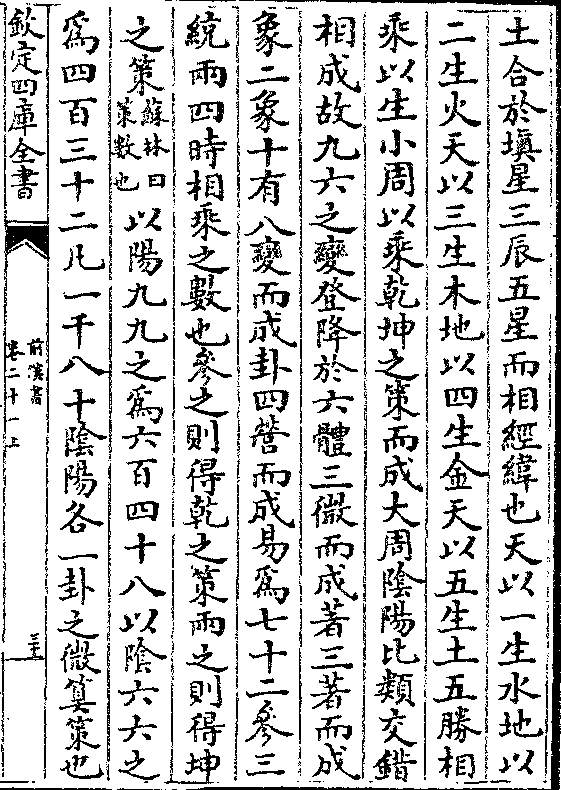 土合於填星三辰五星而相經緯也天以一生水地以
二生火天以三生木地以四生金天以五生土五勝相
乘以生小周以乘乾坤之策而成大周隂陽比類交錯
相成故九六之變登降於六體三微而成著三著而成
象二象十有八變而成卦四營而成易為七十二參三
統兩四時相乘之數也參之則得乾之策兩之則得坤
之策蘇林曰策數也以陽九九之為六百四十八以隂六六之
為四百三十二凡一千八十隂陽各一卦之微算策也
欽定四庫全書
前漢書
卷二十一上